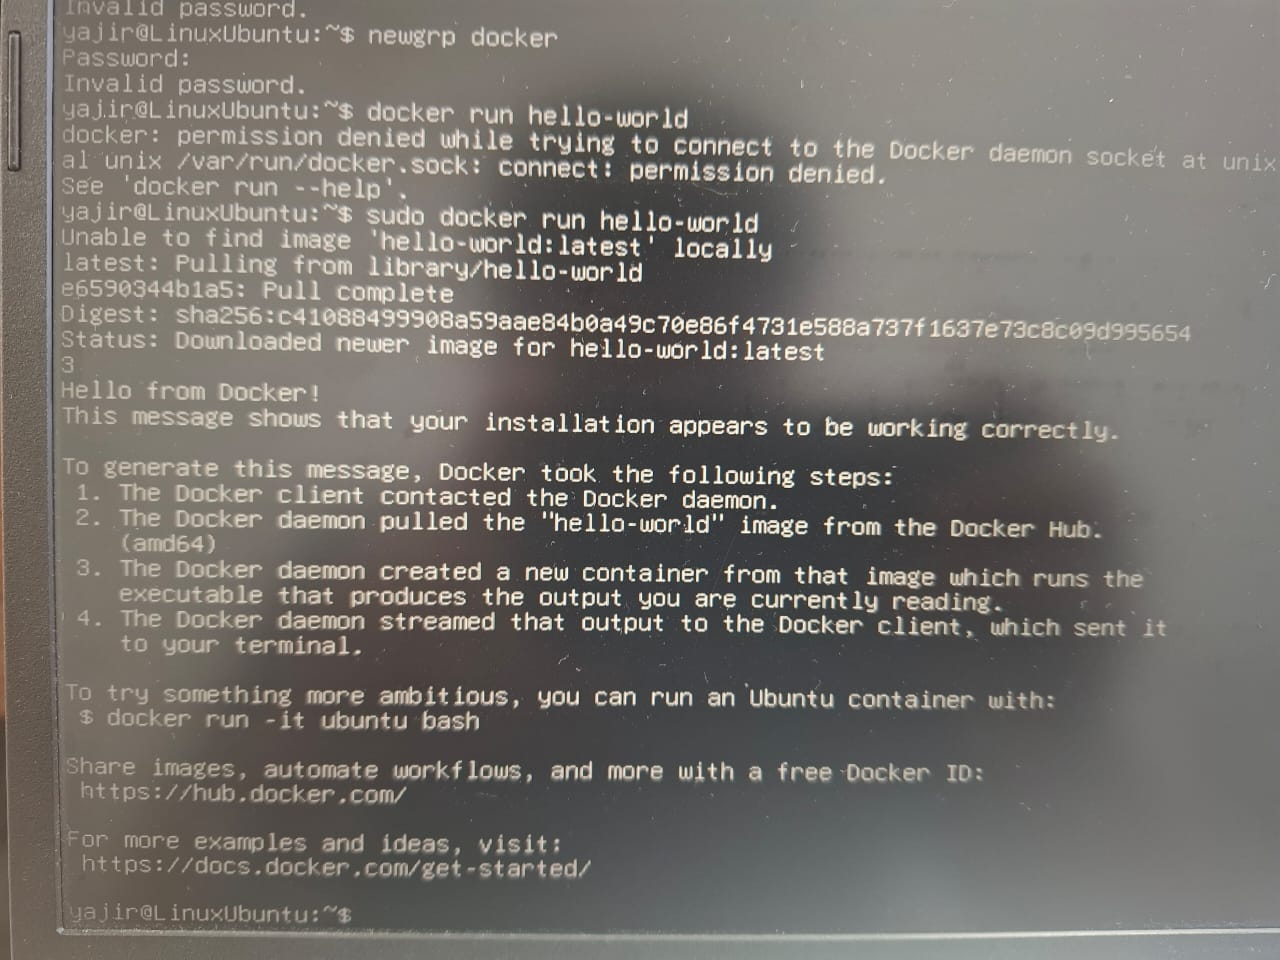 Invalid password.
yajir@LinuxUbuntu:~$ newgrp docker
Password:
Invalid password.
yajir@LinuxUbuntu:~$ docker run hello-world
docker: permission denied while trying to connect to the Docker daemon socket at unix
al unix /var/run/docker.sock: connect: permission denied.
See 'docker run --help'.
yajir@LinuxUbuntu:~$ sudo docker run hello-world
Unable to find image 'hello-world:latest' locally
latest: Pulling from library/hello-world
e6590344b1a5: Pull complete
Digest: sha256:c41088499908a59aae84b0a49c70e86f4731e588a737f1637e73c8c09d995654
Status: Downloaded newer image for hello-world:latest
3
Hello from Docker!
This message shows that your installation appears to be working correctly.
To generate this message, Docker took the following steps:
1. The Docker client contacted the Docker daemon.
2. The Docker daemon pulled the "hello-world" image from the Docker Hub.
(amd64)
3. The Docker daemon created a new container from that image which runs the
executable that produces the output you are currently reading.
4. The Docker daemon streamed that output to the Docker client, which sent it
to your terminal.
To try something more ambitious, you can run an Ubuntu container with:
$ docker run -it ubuntu bash
Share images, automate workflows, and more with a free Docker ID:
https://hub.docker.com/
For more examples and ideas, visit:
https://docs.docker.com/get-started/
yajir@LinuxUbuntu:~$